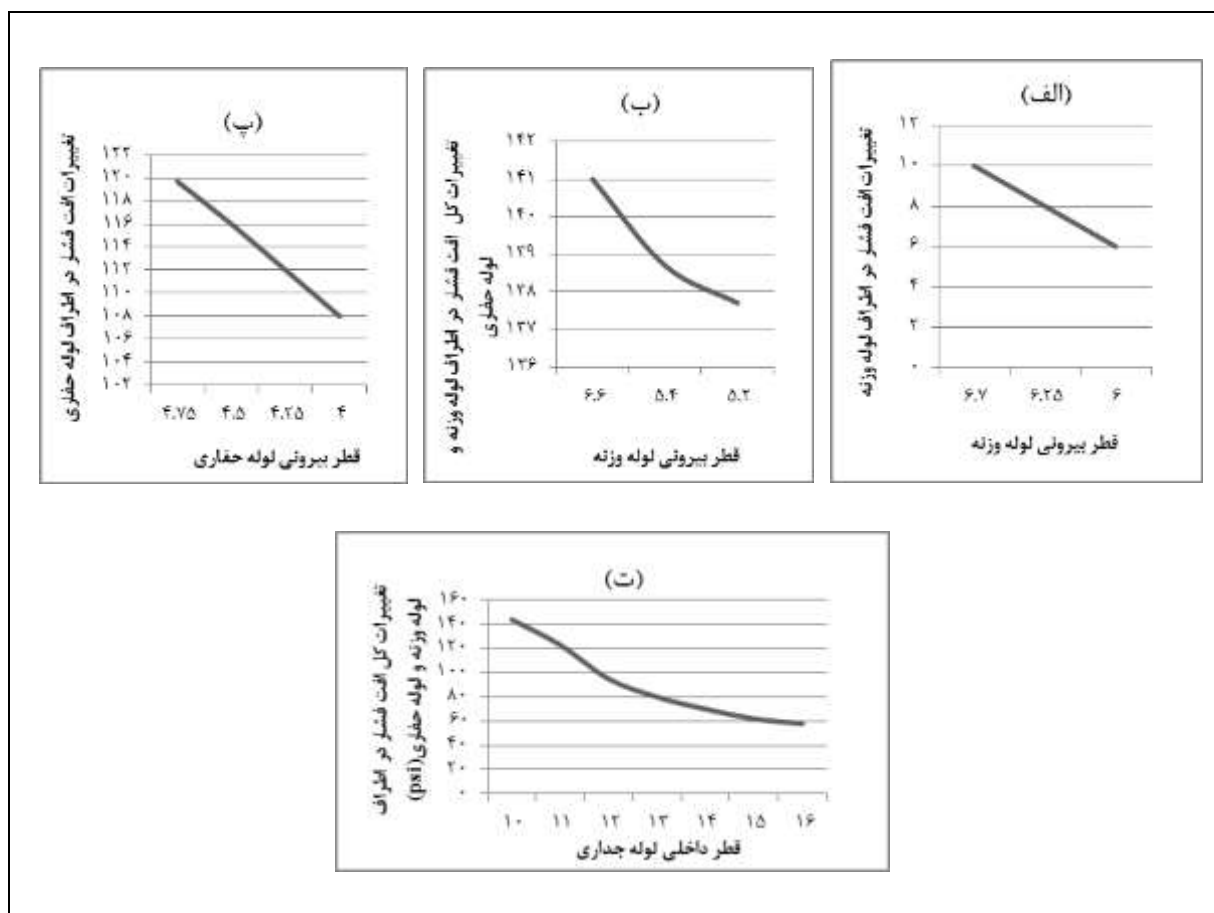 (الف)
تغییرات افت فشار در اطراف لوله وزنه
۱۲
۱۰
۸
۶
۴
۲
۰
۶.۷ ۶.۲۵ ۶
قطر بیرونی لوله وزنه
(ب)
تغییرات کل افت فشار در اطراف لوله وزنه و
لوله حفاری
۱۴۲
۱۴۱
۱۴۰
۱۳۹
۱۳۸
۱۳۷
۱۳۶
۶.۶ ۵.۴ ۵.۲
قطر بیرونی لوله وزنه
(پ)
تغییرات افت فشار در اطراف لوله حفاری
۱۲۲
۱۲۰
۱۱۸
۱۱۶
۱۱۴
۱۱۲
۱۱۰
۱۰۸
۱۰۶
۱۰۴
۱۰۲
۴.۷۵ ۴.۵ ۴.۲۵ ۴
قطر بیرونی لوله حفاری
(ت)
تغییرات کل افت فشار در اطراف
لوله وزنه و لوله حفاری(psi)
۱۶۰
۱۴۰
۱۲۰
۱۰۰
۸۰
۶۰
۴۰
۲۰
۰
۱۰ ۱۱ ۱۲ ۱۳ ۱۴ ۱۵ ۱۶
قطر داخلی لوله جداری